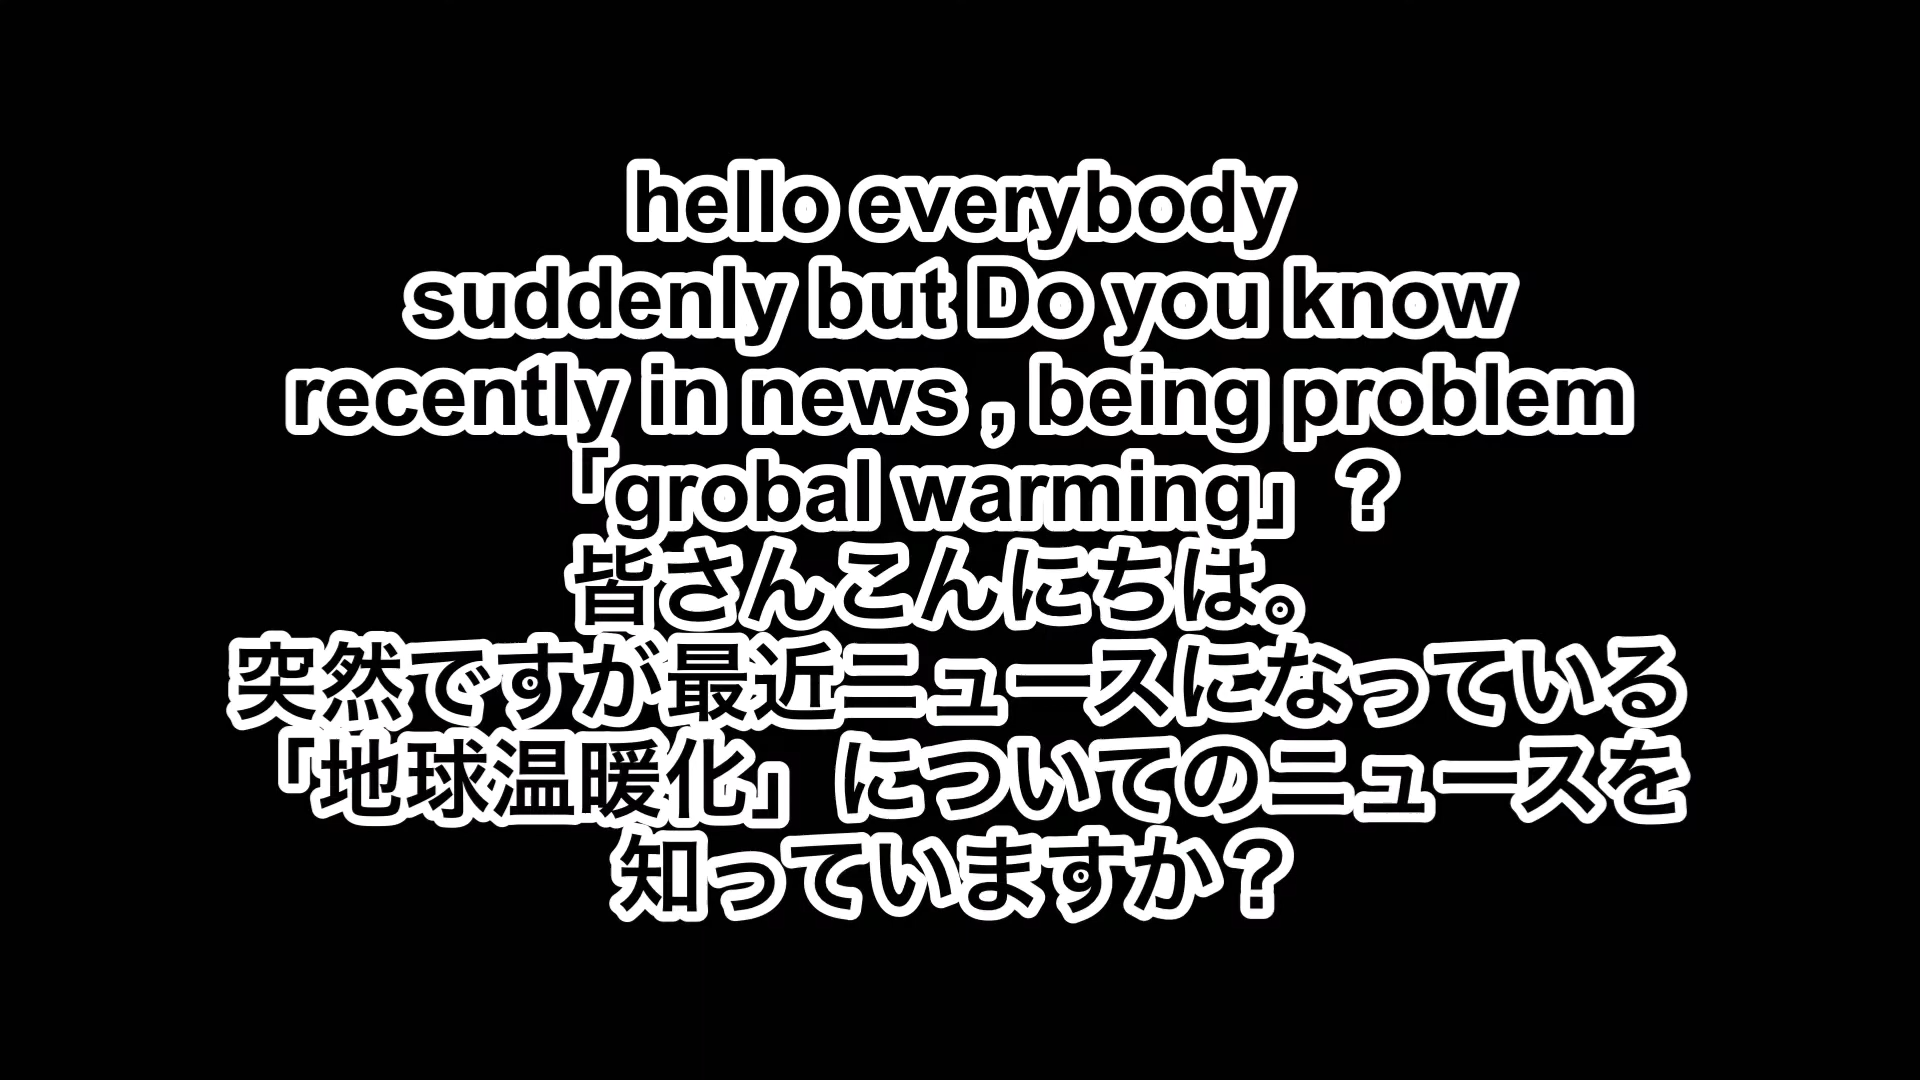 hello everybody
suddenly but Do you know
recently in news , being problem
「grobal warming」?
皆さんこんにちは。
突然ですが最近ニュースになっている
「地球温暖化」についてのニュースを
知っていますか？